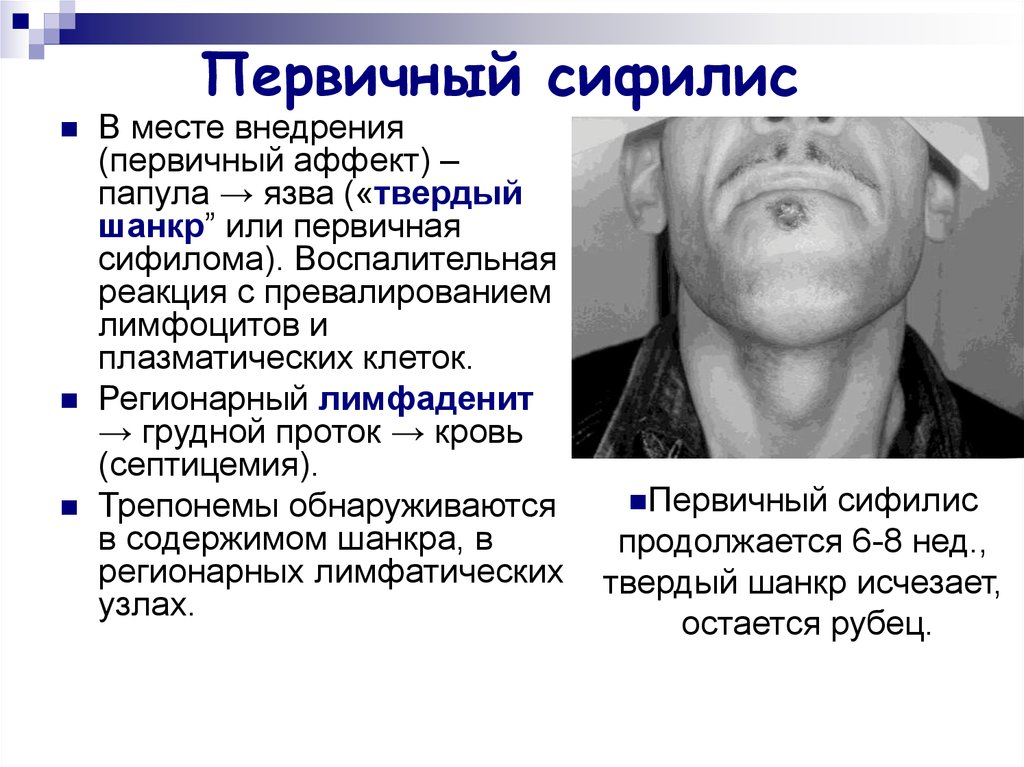 Первичный сифилис
В месте внедрения
(первичный аффект) –
папула → язва («твердый
шанкр” или первичная
сифилома). Воспалительная
реакция с превалированием
лимфоцитов и
плазматических клеток.
Регионарный лимфаденит
→ грудной проток → кровь
(септицемия).
Трепонемы обнаруживаются
в содержимом шанкра, в
регионарных лимфатических
узлах.
Первичный сифилис
продолжается 6-8 нед.,
твердый шанкр исчезает,
остается рубец.